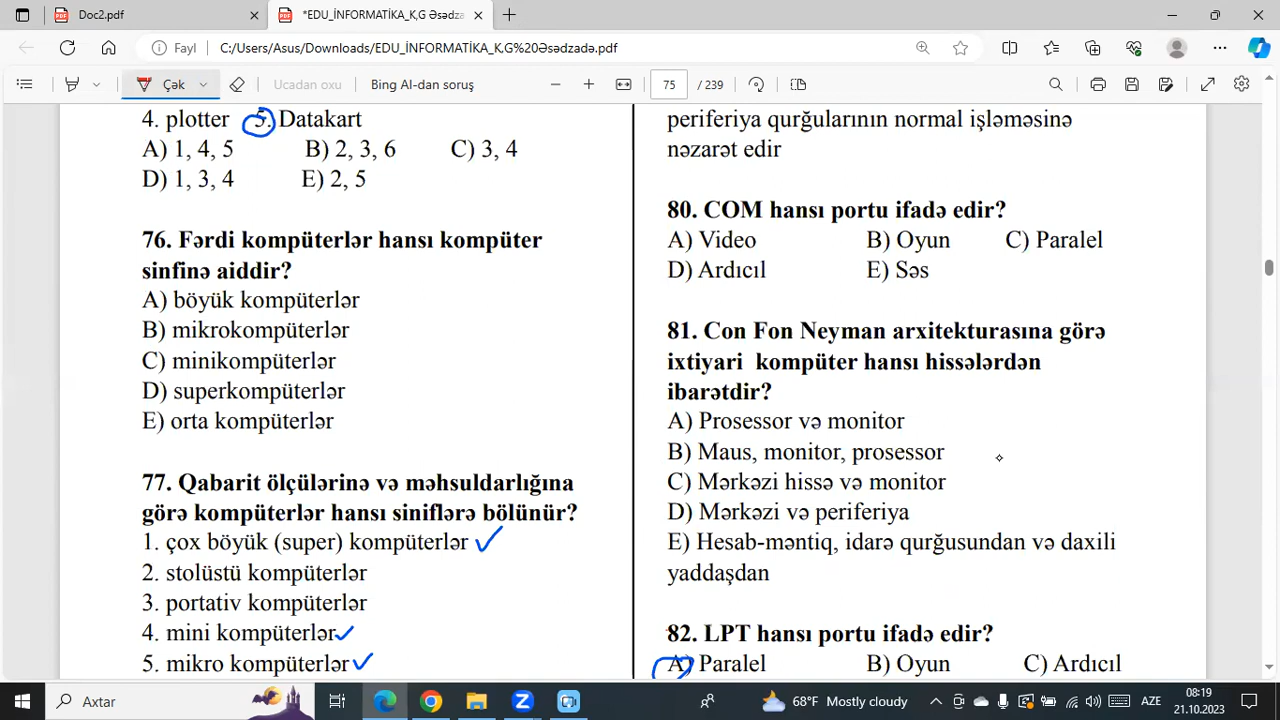 Doc2.pdf
*EDU_İNFORMATİKA_K,G Əsədza
Fayl
C:/Users/Asus/Downloads/EDU_İNFORMATİKA_K,G%20Əsədzadə.pdf
Çək
Ucadan oxu
Bing AI-dan soruş
75
/ 239
4. plotter 5. Datakart
A) 1, 4, 5 B) 2, 3, 6 C) 3, 4
D) 1, 3, 4 E) 2, 5
76. Fərdi kompüterlər hansı kompüter
sinfinə aiddir?
A) böyük kompüterlər
B) mikrokompüterlər
C) minikompüterlər
D) superkompüterlər
E) orta kompüterlər
77. Qabarit ölçülərinə və məhsuldarlığına
görə kompüterlər hansı siniflərə bölünür?
1. çox böyük (super) kompüterlər
2. stolüstü kompüterlər
3. portativ kompüterlər
4. mini kompüterlər
5. mikro kompüterlər
periferiya qurğularının normal işləməsinə
nəzarət edir
80. COM hansı portu ifadə edir?
A) Video B) Oyun C) Paralel
D) Ardıcıl E) Səs
81. Con Fon Neyman arxitekturasına görə
ixtiyari kompüter hansı hissələrdən
ibarətdir?
A) Prosessor və monitor
B) Maus, monitor, prosessor
C) Mərkəzi hissə və monitor
D) Mərkəzi və periferiya
E) Hesab-məntiq, idarə qurğusundan və daxili
yaddaşdan
82. LPT hansı portu ifadə edir?
A) Paralel B) Oyun C) Ardıcıl
Axtar
68°F Mostly cloudy
AZE
08:19
21.10.2023